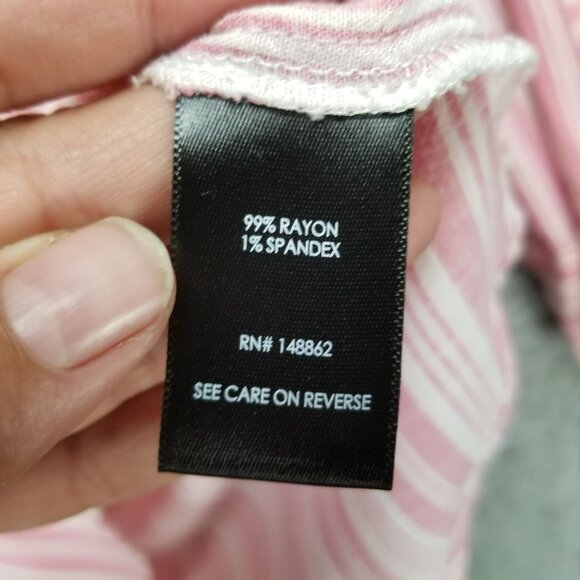 99% RAYON
1% SPANDEX
RN# 148862
SEE CARE ON REVERSE